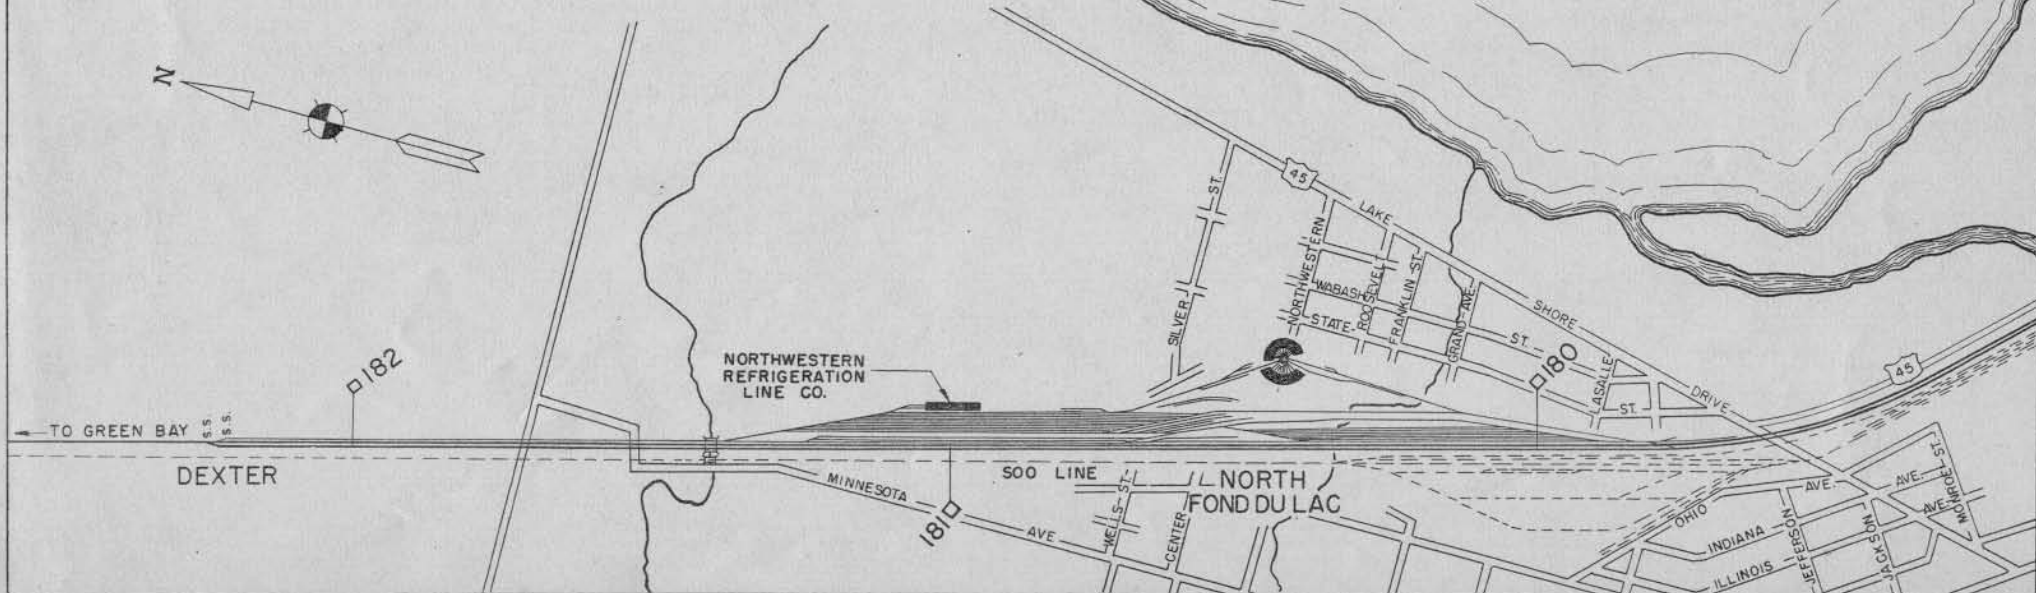 N
45
LAKE
SHORE
DRIVE
SILVER
ST.
NORTHWESTERN
ROOSEVELT
FRANKLIN ST.
GRAND AVE.
WABASH
ST.
STATE
ST.
LASALLE
180
182
NORTHWESTERN
REFRIGERATION
LINE CO.
45
TO GREEN BAY
S.S.
S.S.
DEXTER
SOO LINE
NORTH
FOND DU LAC
MINNESOTA
AVE
181
WELLS ST.
CENTER
OHIO
AVE.
INDIANA
AVE.
ILLINOIS
AVE.
JEFFERSON
JACKSON
MONROE ST.